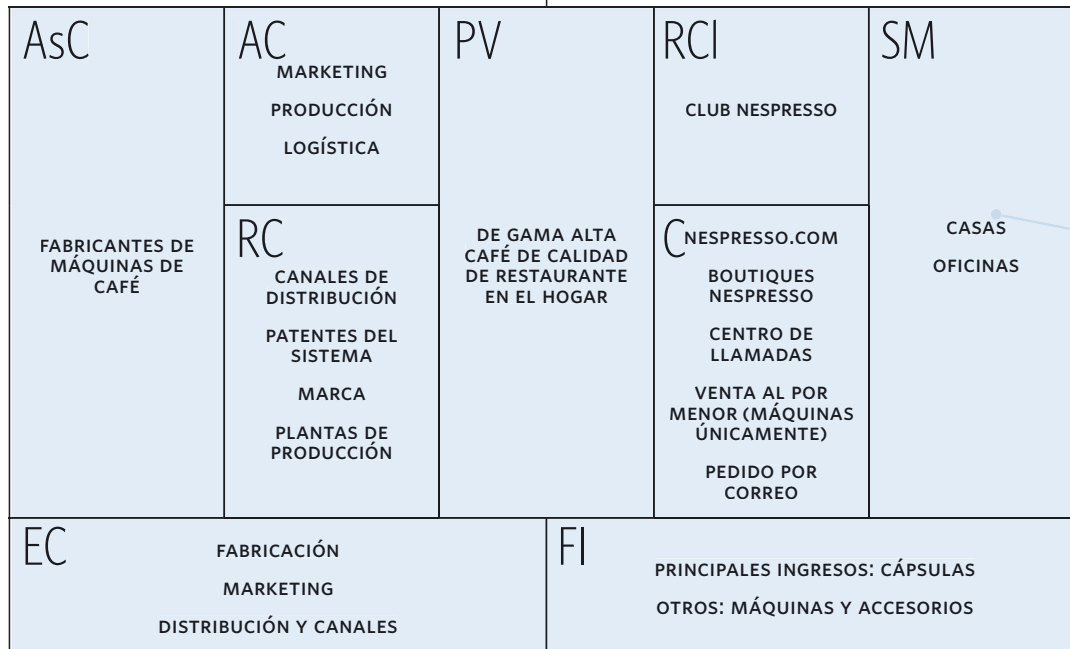 AsC
FABRICANTES DE
MÁQUINAS DE
CAFÉ
AC
MARKETING
PRODUCCIÓN
LOGÍSTICA
RC
CANALES DE
DISTRIBUCIÓN
PATENTES DEL
SISTEMA
MARCA
PLANTAS DE
PRODUCCIÓN
PV
DE GAMA ALTA
CAFÉ DE CALIDAD
DE RESTAURANTE
EN EL HOGAR
RCl
CLUB NESPRESSO
C
NESPRESSO.COM
BOUTIQUES
NESPRESSO
CENTRO DE
LLAMADAS
VENTA AL POR
MENOR (MÁQUINAS
ÚNICAMENTE)
PEDIDO POR
CORREO
SM
CASAS
OFICINAS
EC
FABRICACIÓN
MARKETING
DISTRIBUCIÓN Y CANALES
FI
PRINCIPALES INGRESOS: CÁPSULAS
OTROS: MÁQUINAS Y ACCESORIOS